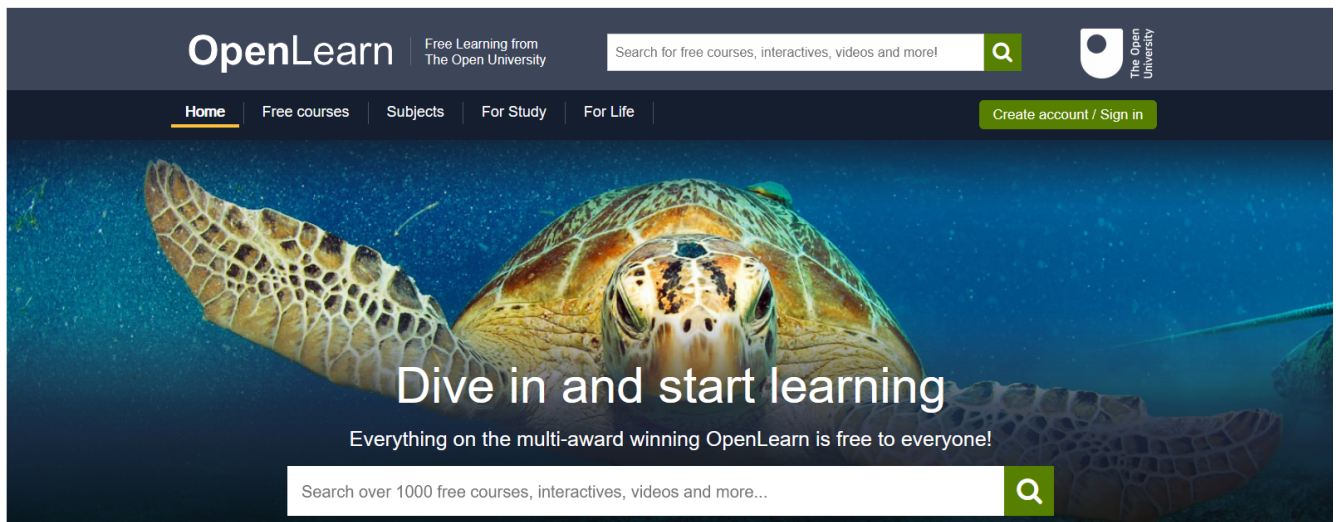 OpenLearn
Free Learning from
The Open University
Search for free courses, interactives, videos and more!
The Open
University
Home
Free courses
Subjects
For Study
For Life
Create account / Sign in
Dive in and start learning
Everything on the multi-award winning OpenLearn is free to everyone!
Search over 1000 free courses, interactives, videos and more...